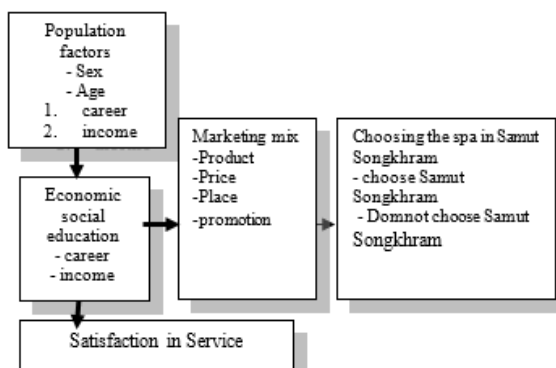 Population
factors
- Sex
- Age
1. career
2. income
Economic
social
education
- career
- income
Marketing mix
-Product
-Price
-Place
-promotion
Choosing the spa in Samut
Songkhram
- choose Samut
Songkhram
- Domnot choose Samut
Songkhram
Satisfaction in Service